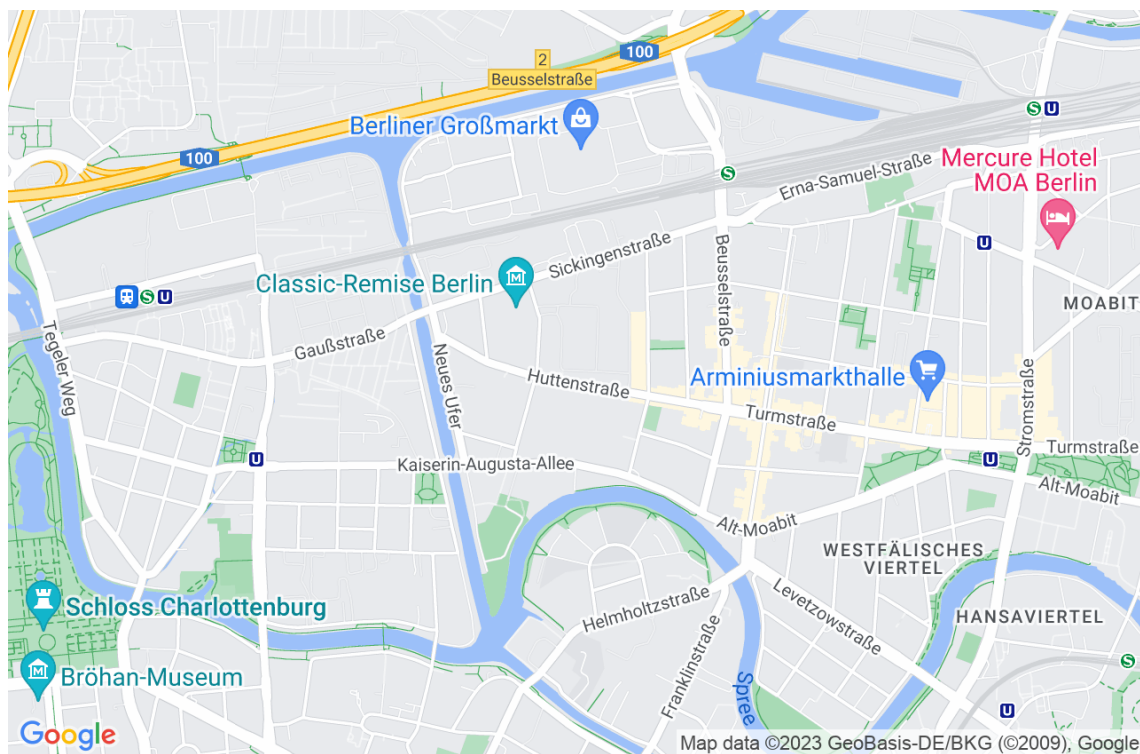 100
2
Beusselstraße
Berliner Großmarkt
100
Erna-Samuel-Straße
Mercure Hotel
MOA Berlin
Sickingenstraße
Beusselstraße
Classic-Remise Berlin
MOABIT
Gaußstraße
Tegeler Weg
Neues Ufer
Huttenstraße
Arminiusmarkthalle
Stromstraße
Turmstraße
Turmstraße
Kaiserin-Augusta-Allee
Alt-Moabit
Alt-Moabit
WESTFÄLISCHES
VIERTEL
Levetzowstraße
Helmholtzstraße
HANSAVIERTEL
Schloss Charlottenburg
Franklinstraße
Spree
Bröhan-Museum
S
U
S
U
S
U
U
U
S
U
Google
Map data ©2023 GeoBasis-DE/BKG (©2009), Google